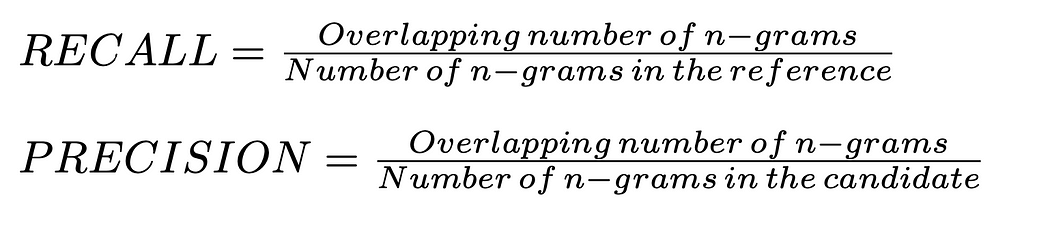 RECALL = Overlapping number of n−grams / Number of n−grams in the reference
PRECISION = Overlapping number of n−grams / Number of n−grams in the candidate